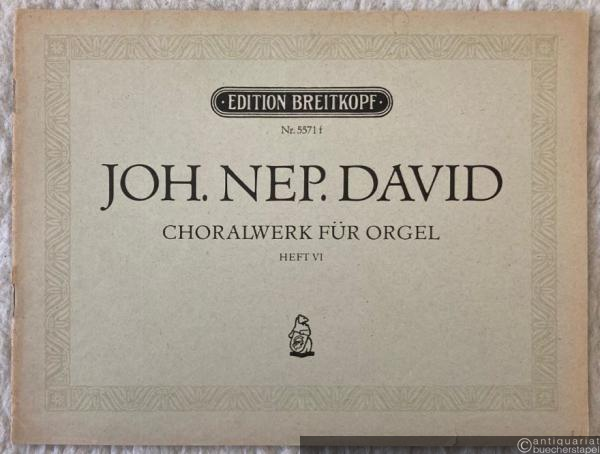 · EDITION BREITKOPF ·
Nr. 5571 f
JOH. NEP. DAVID
CHORALWERK FÜR ORGEL
HEFT VI
antiquariat
buecherstapel